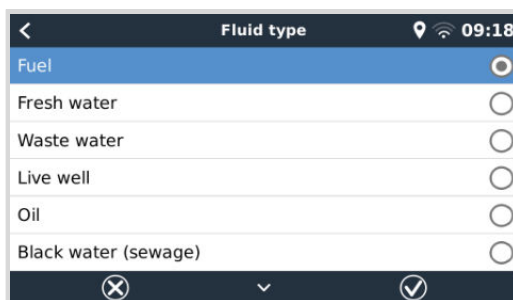 Fluid type 09:18
Fuel
Fresh water
Waste water
Live well
Oil
Black water (sewage)